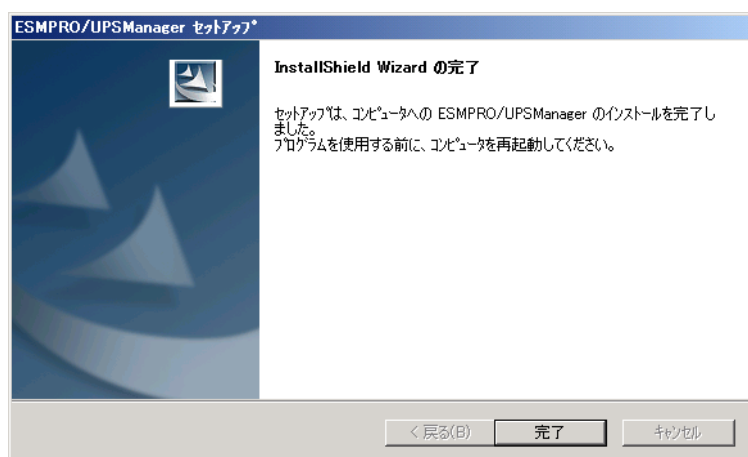 ESMPRO/UPSManager ｾｯﾄｱｯﾌﾟ
InstallShield Wizard の完了
ｾｯﾄｱｯﾌﾟは、ｺﾝﾋﾟｭｰﾀへの ESMPRO/UPSManager のｲﾝｽﾄｰﾙを完了し
ました。
ﾌﾟﾛｸﾞﾗﾑを使用する前に、ｺﾝﾋﾟｭｰﾀを再起動してください。
< 戻る(B)
完了
ｷｬﾝｾﾙ